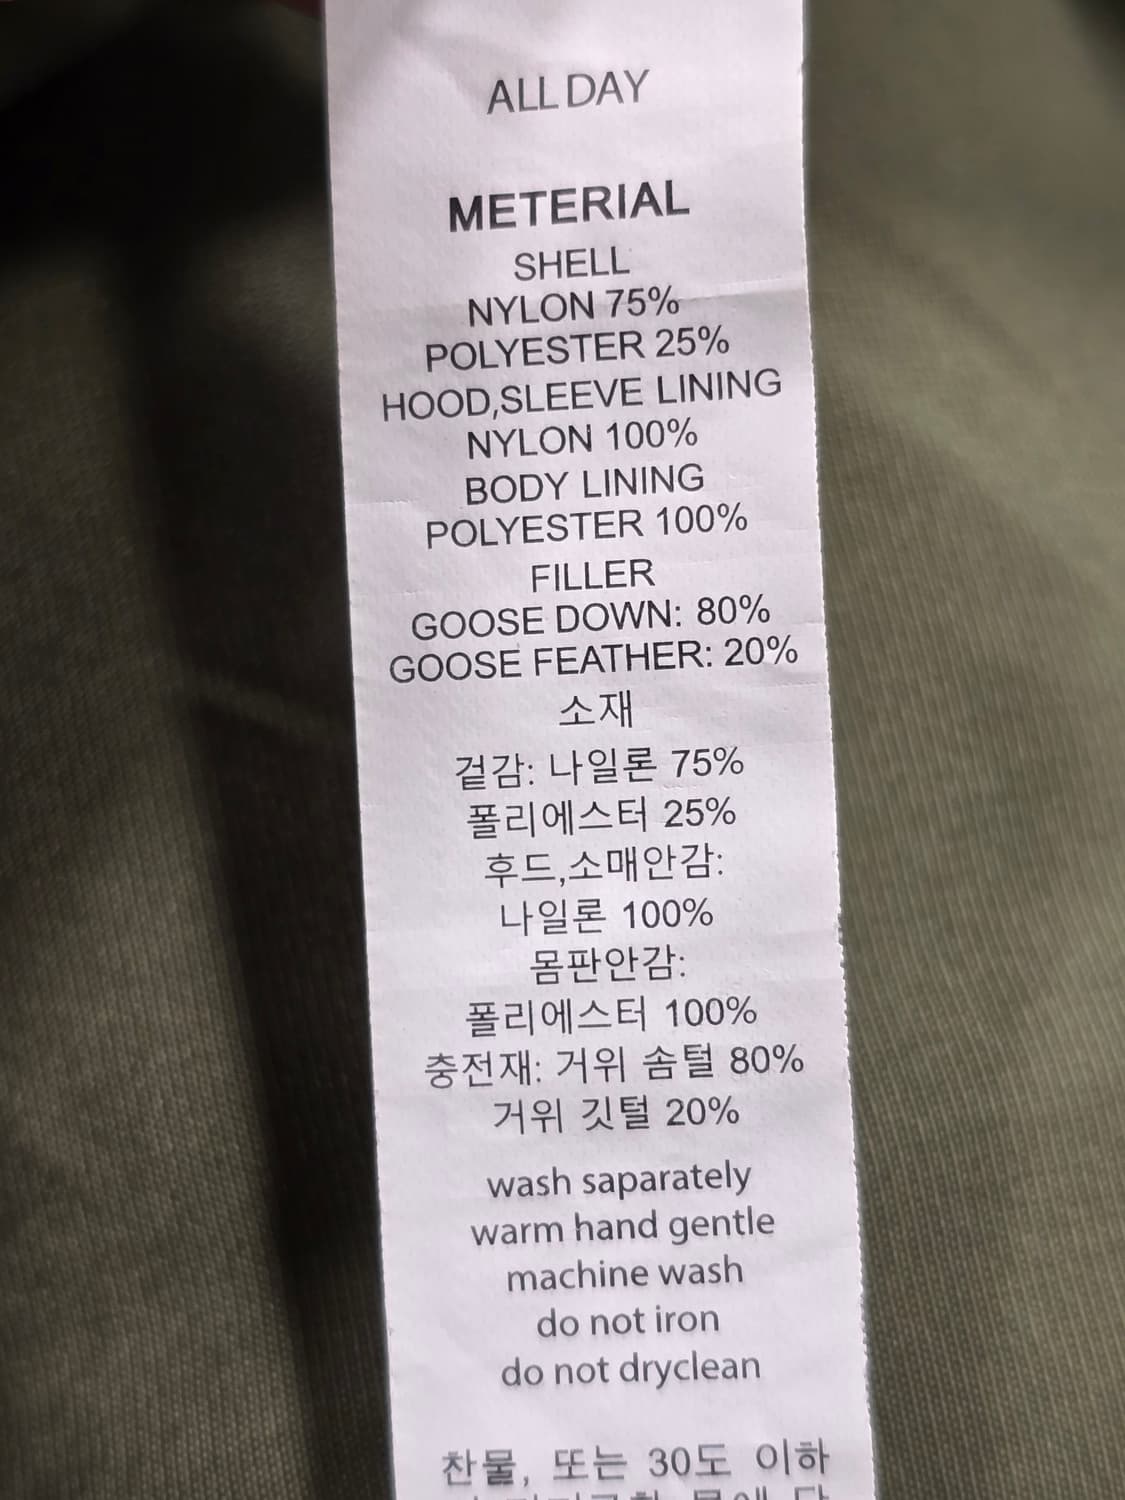 ALL DAY
METERIAL
SHELL
NYLON 75%
POLYESTER 25%
HOOD,SLEEVE LINING
NYLON 100%
BODY LINING
POLYESTER 100%
FILLER
GOOSE DOWN: 80%
GOOSE FEATHER: 20%
소재
겉감: 나일론 75%
폴리에스터 25%
후드,소매안감:
나일론 100%
몸판안감:
폴리에스터 100%
충전재: 거위 솜털 80%
거위 깃털 20%
wash saparately
warm hand gentle
machine wash
do not iron
do not dryclean
찬물, 또는 30도 이하